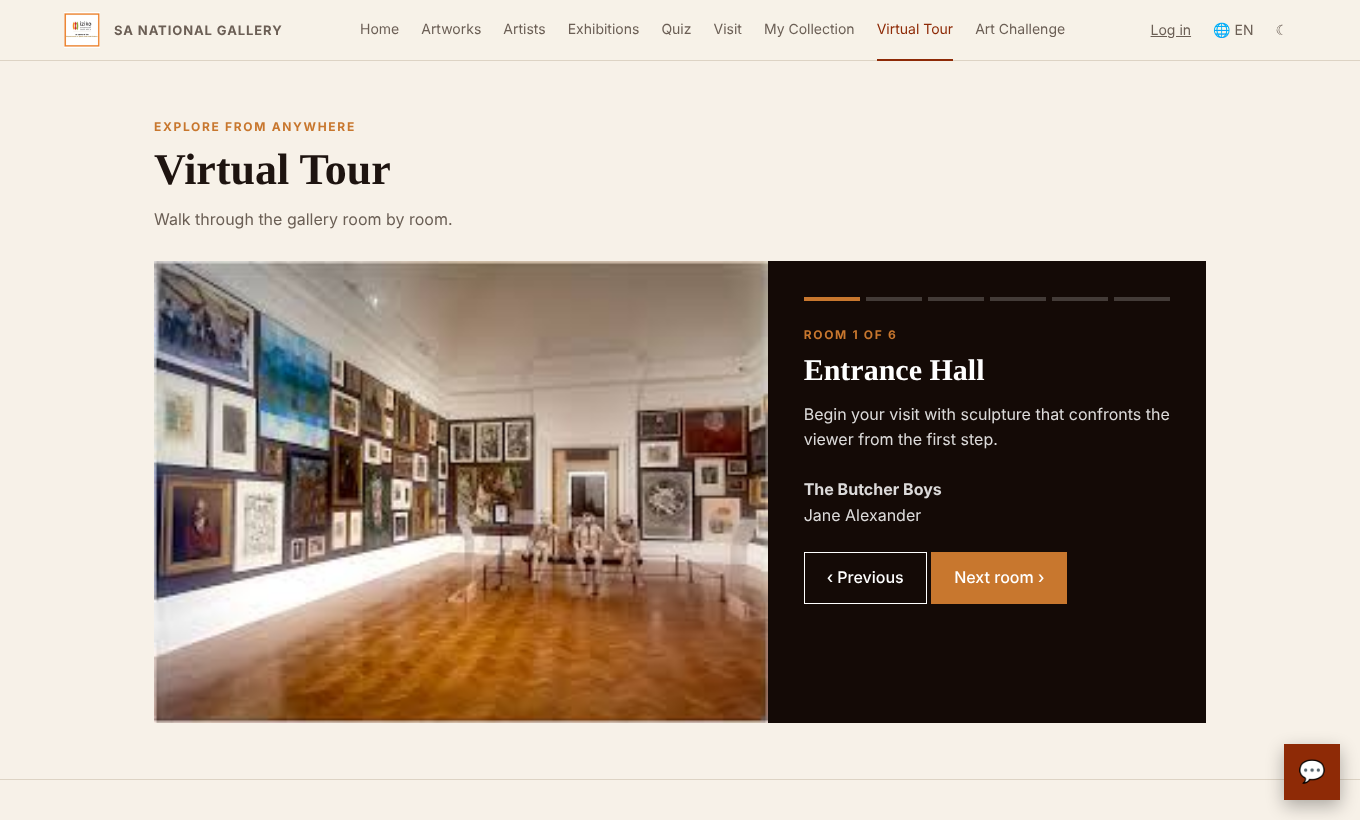 SA NATIONAL GALLERY
Home
Artworks
Artists
Exhibitions
Quiz
Visit
My Collection
Virtual Tour
Art Challenge
Log in
EN
EXPLORE FROM ANYWHERE
Virtual Tour
Walk through the gallery room by room.
ROOM 1 OF 6
Entrance Hall
Begin your visit with sculpture that confronts the
viewer from the first step.
The Butcher Boys
Jane Alexander
‹ Previous
Next room ›